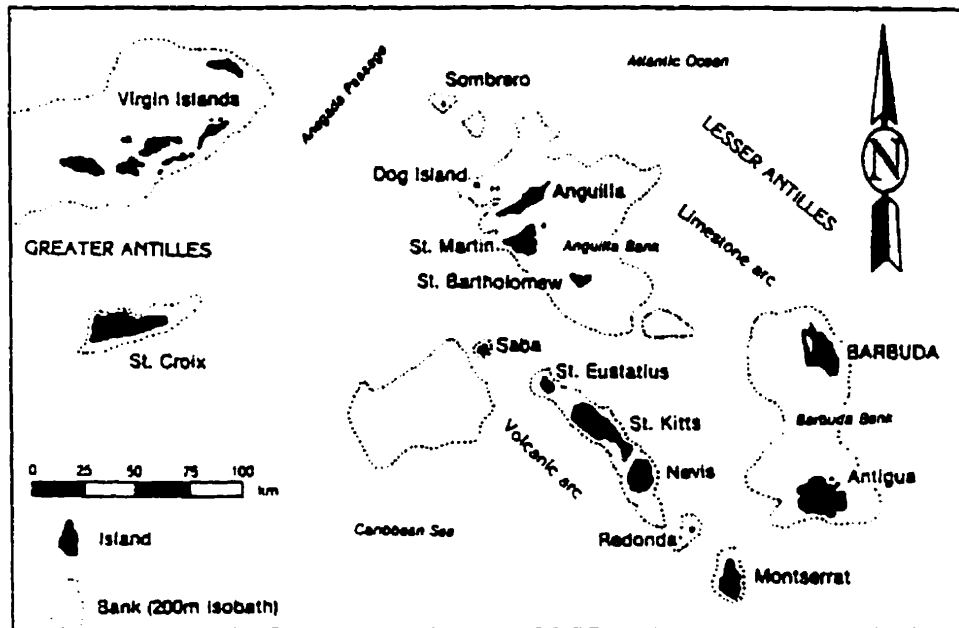 Atlantic Ocean
Sombrero
Virgin Islands
Anegada Passage
LESSER ANTILLES
N
Dog Island
Anguilla
Limestone arc
GREATER ANTILLES
St. Martin
Anguilla Bank
St. Bartholomew
St. Croix
Saba
BARBUDA
St. Eustatius
St. Kitts
Barbuda Bank
Volcanic arc
Nevis
Antigua
0 25 50 75 100
km
Caribbean Sea
Redonda
Island
Montserrat
Bank (200m isobath)